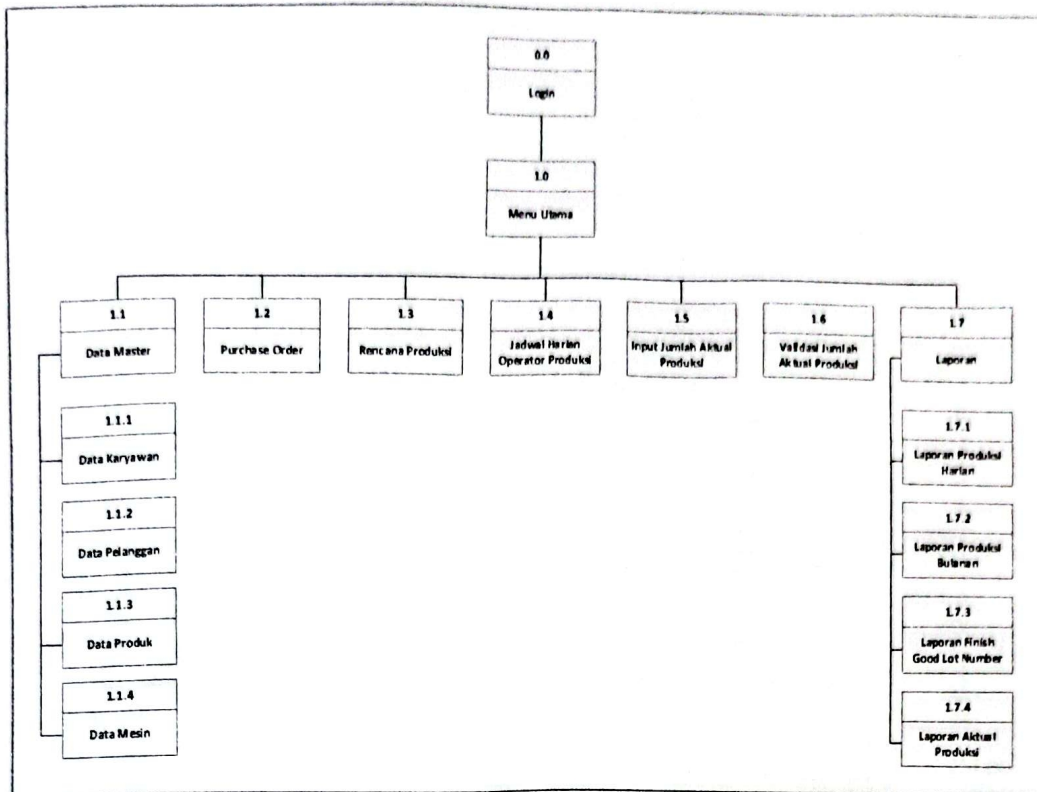 0.0
Login
1.0
Menu Utama
1.1
Data Master
1.2
Purchase Order
1.3
Rencana Produksi
1.4
Jadwal Harian
Operator Produksi
1.5
Input Jumlah Aktual
Produksi
1.6
Validasi Jumlah
Aktual Produksi
1.7
Laporan
1.1.1
Data Karyawan
1.1.2
Data Pelanggan
1.1.3
Data Produk
1.1.4
Data Mesin
1.7.1
Laporan Produksi
Harian
1.7.2
Laporan Produksi
Bulanan
1.7.3
Laporan Finish
Good Lot Number
1.7.4
Laporan Aktual
Produksi